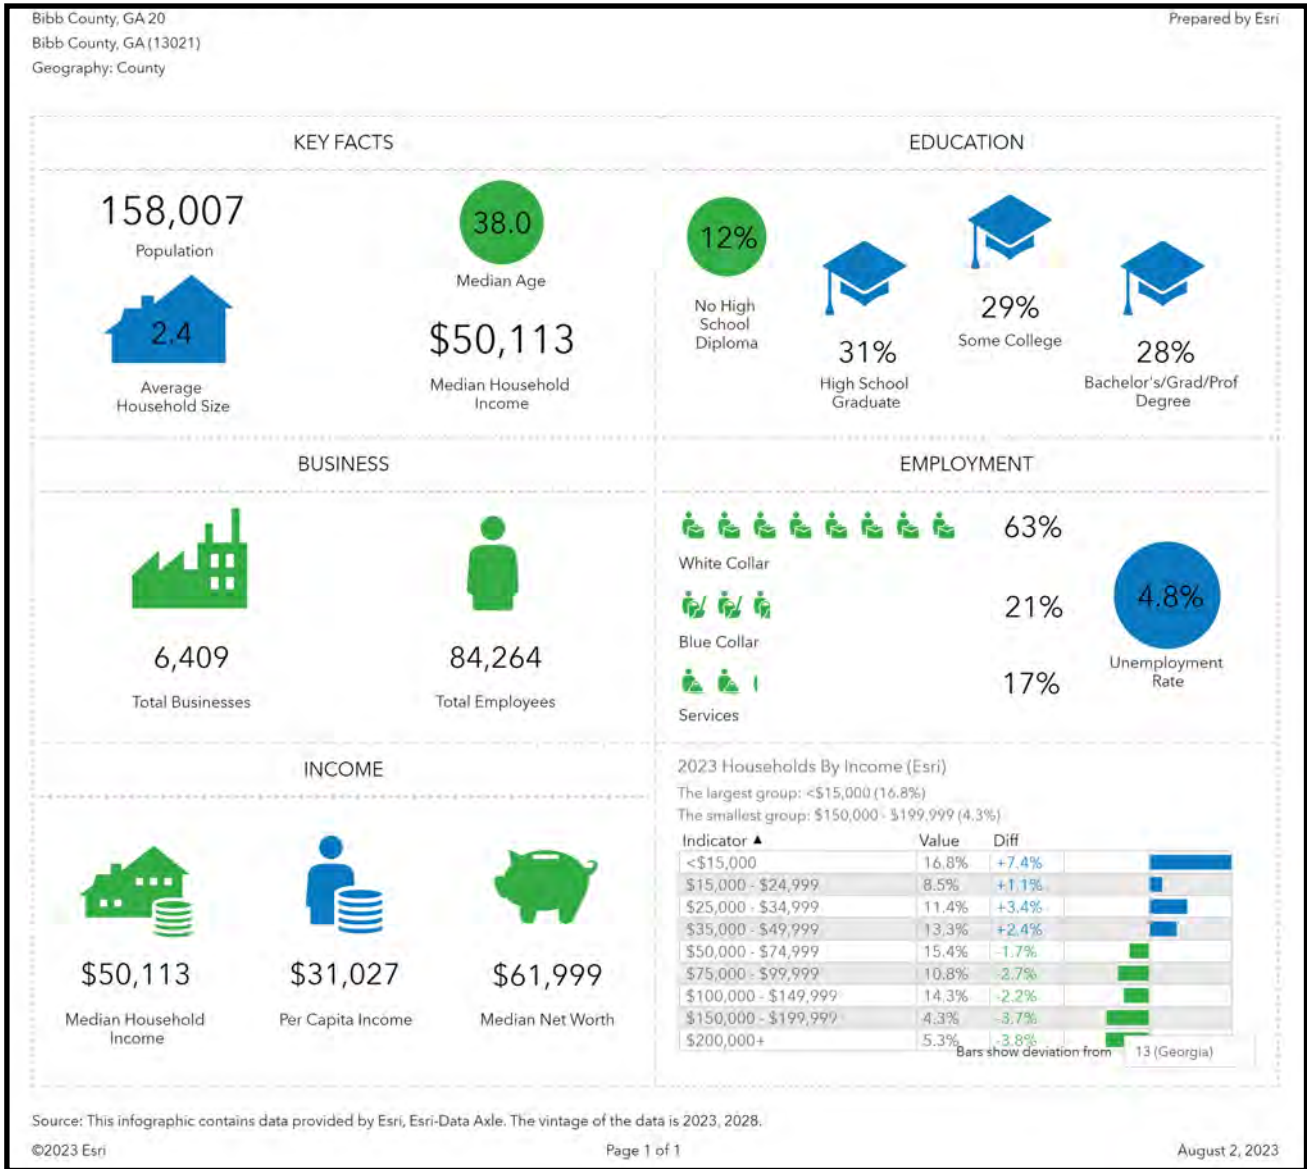 Bibb County, GA 20
Prepared by Esri
Bibb County, GA (13021)
Geography: County
KEY FACTS
158,007
Population
38.0
Median Age
2.4
Average
Household Size
$50,113
Median Household
Income
EDUCATION
12%
No High
School
Diploma
31%
High School
Graduate
29%
Some College
28%
Bachelor's/Grad/Prof
Degree
BUSINESS
6,409
Total Businesses
84,264
Total Employees
EMPLOYMENT
63%
White Collar
21%
Blue Collar
17%
Services
4.8%
Unemployment
Rate
INCOME
$50,113
Median Household
Income
$31,027
Per Capita Income
$61,999
Median Net Worth
2023 Households By Income (Esri)
The largest group: <$15,000 (16.8%)
The smallest group: $150,000 - $199,999 (4.3%)
Indicator ▲ Value Diff
<$15,000 16.8% +7.4%
$15,000 - $24,999 8.5% +1.1%
$25,000 - $34,999 11.4% +3.4%
$35,000 - $49,999 13.3% +2.4%
$50,000 - $74,999 15.4% -1.7%
$75,000 - $99,999 10.8% -2.7%
$100,000 - $149,999 14.3% -2.2%
$150,000 - $199,999 4.3% -3.7%
$200,000+ 5.3% -3.8%
Bars show deviation from 13 (Georgia)
Source: This infographic contains data provided by Esri, Esri-Data Axle. The vintage of the data is 2023, 2028.
©2023 Esri
Page 1 of 1
August 2, 2023